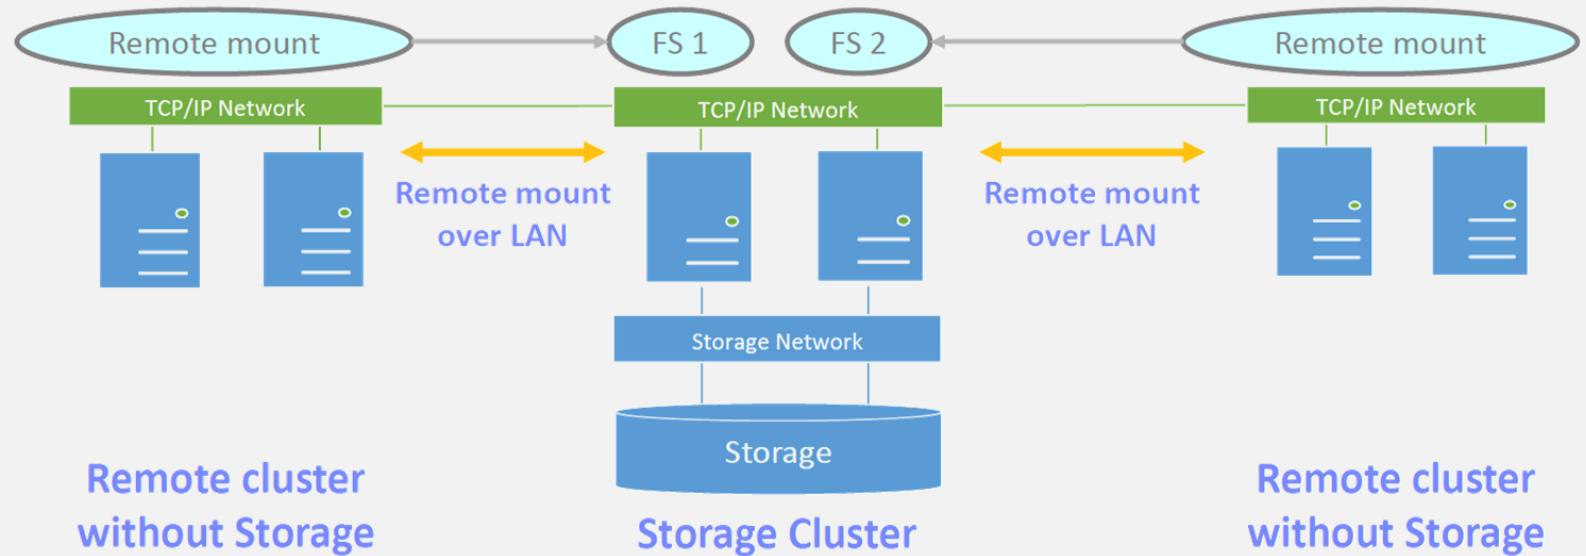 Remote mount
FS 1
FS 2
Remote mount
TCP/IP Network
TCP/IP Network
TCP/IP Network
Remote mount
over LAN
Remote mount
over LAN
Storage Network
Storage
Remote cluster
without Storage
Storage Cluster
Remote cluster
without Storage